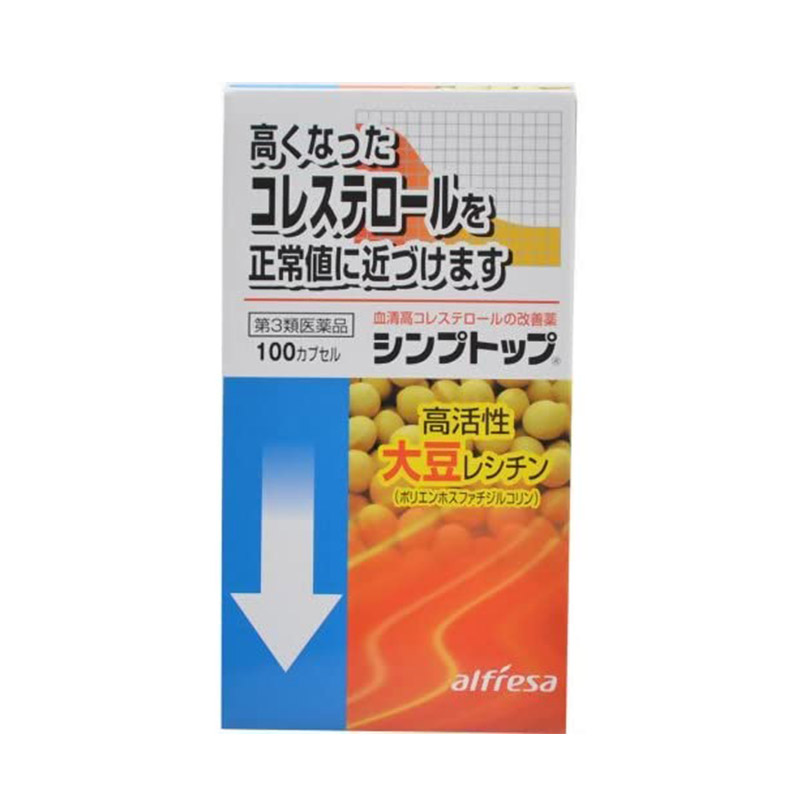 高くなった
コレステロールを
正常値に近づけます
第3類医薬品
血清高コレステロールの改善薬
100カプセル
シンプトップ®
高活性
大豆レシチン
(ポリエンホスファチジルコリン)
alfresa